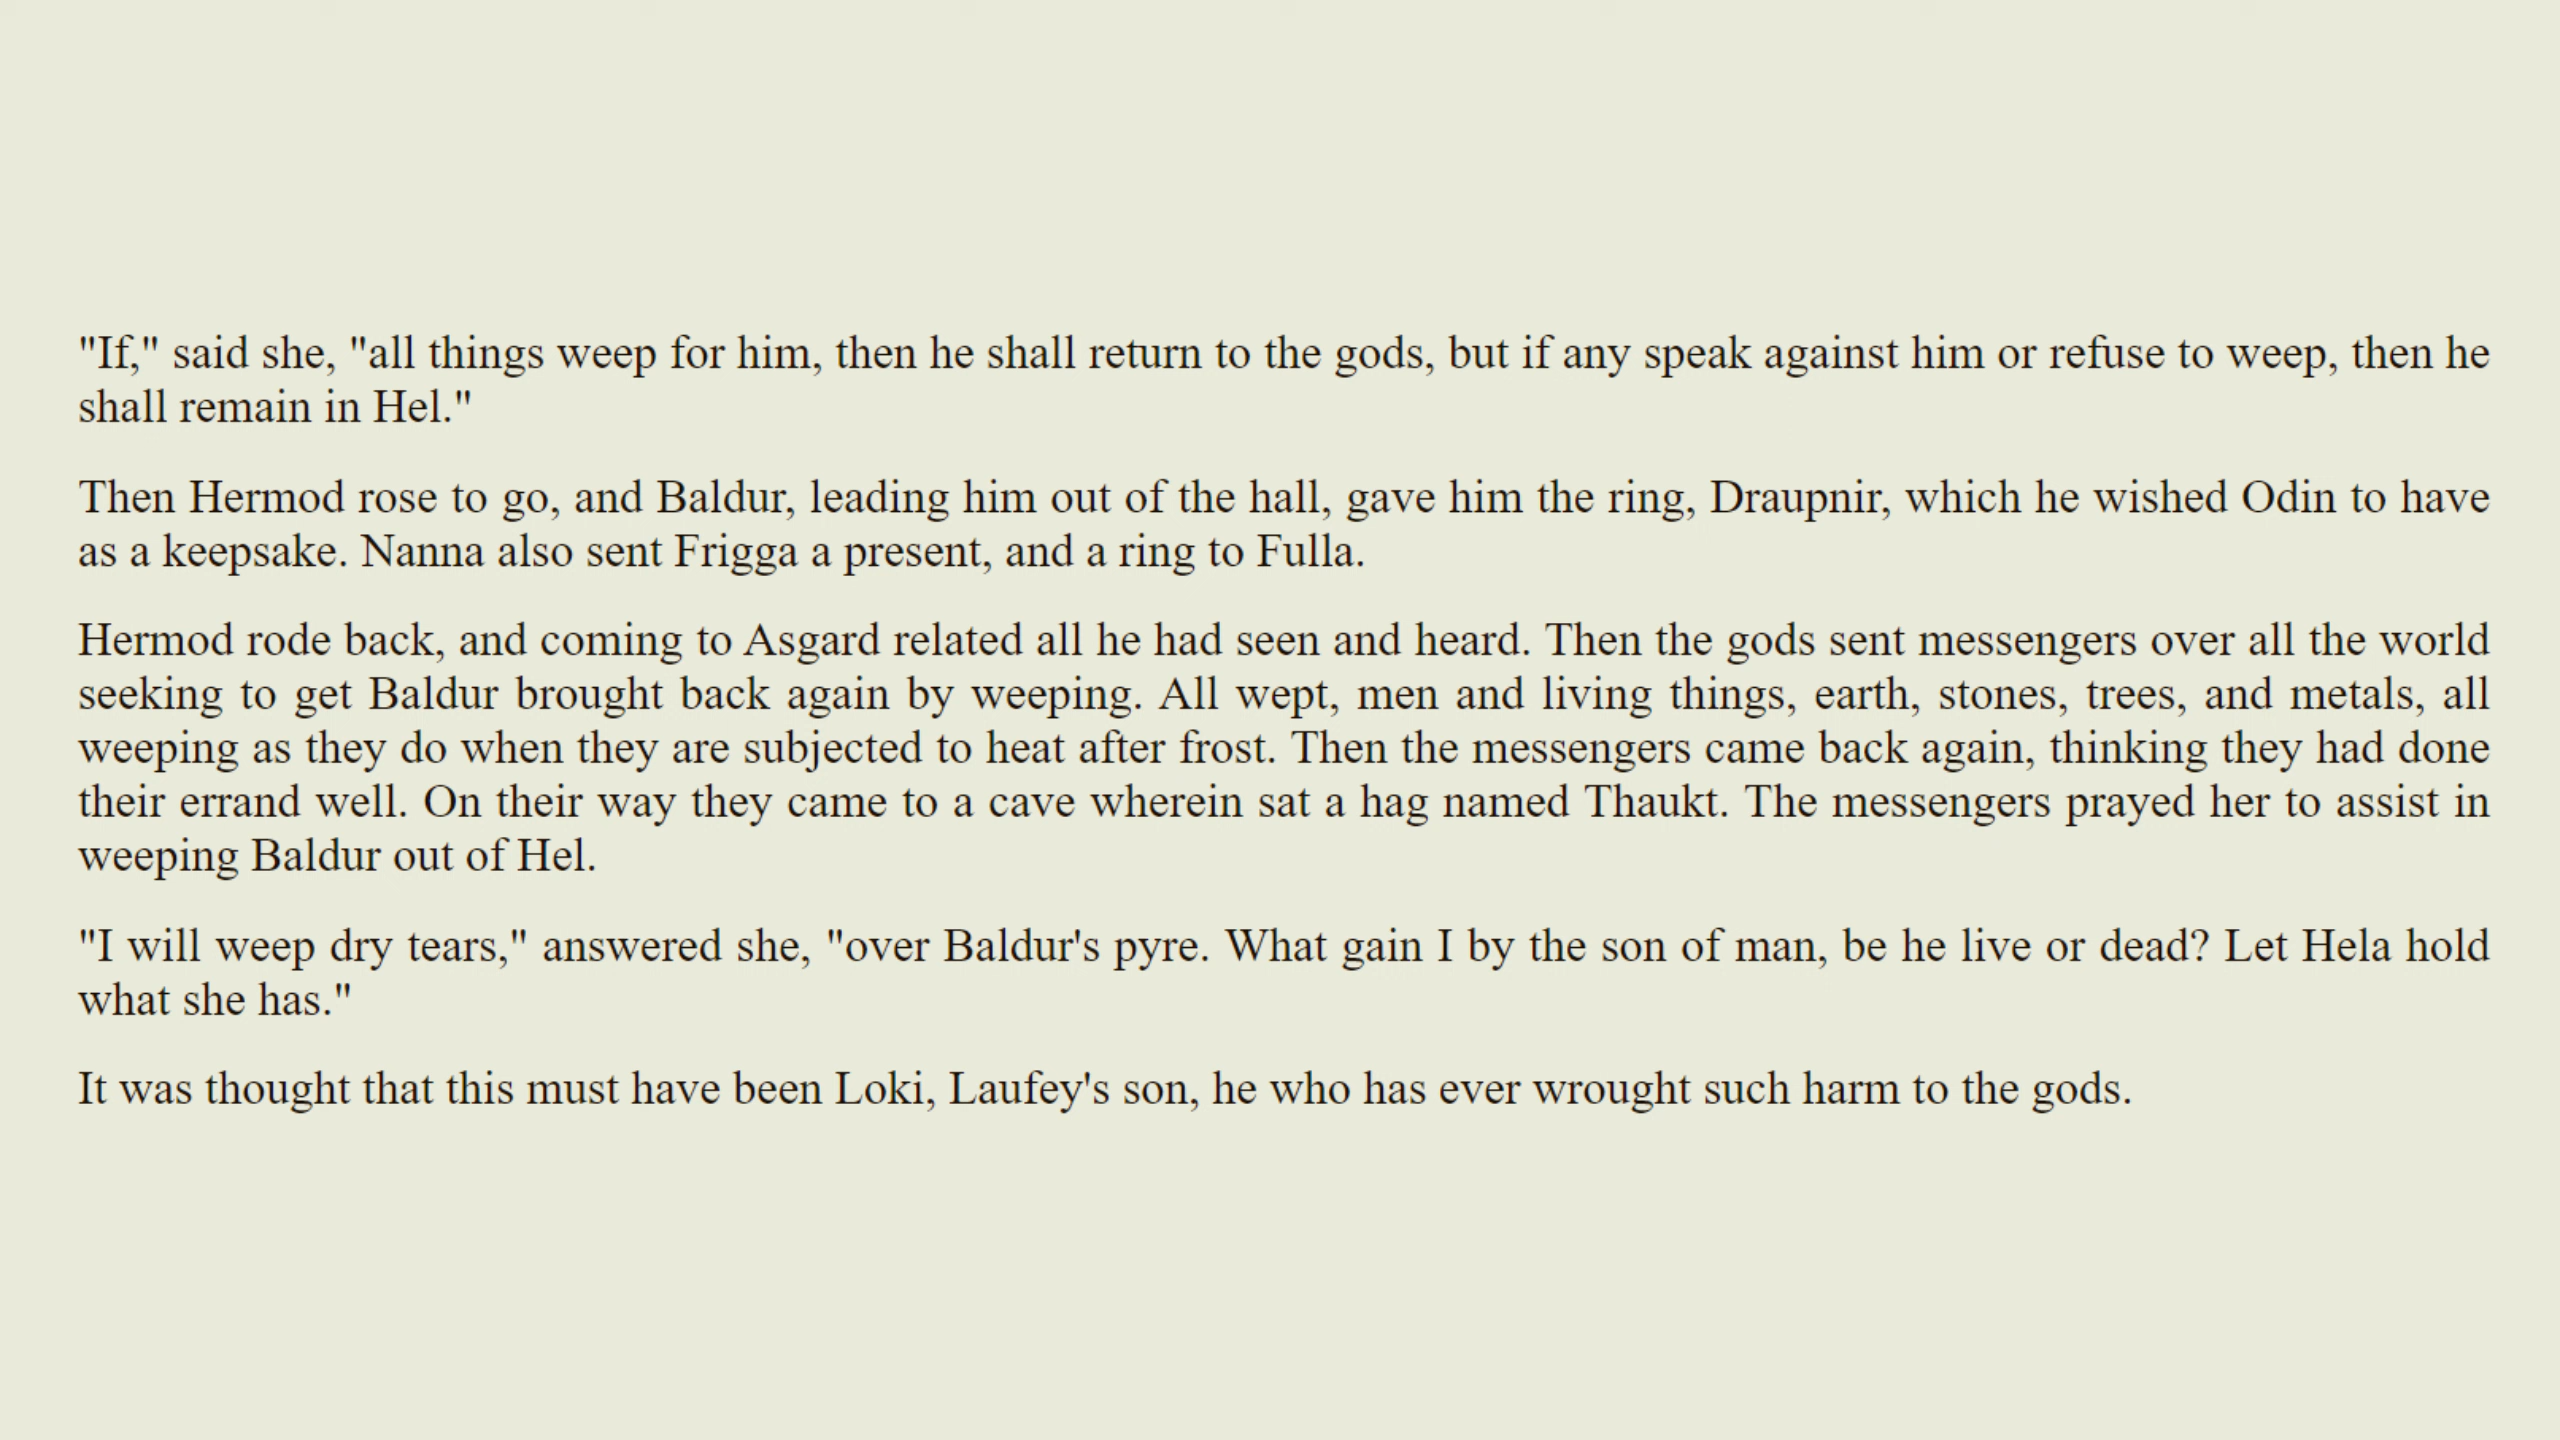 "If," said she, "all things weep for him, then he shall return to the gods, but if any speak against him or refuse to weep, then he
shall remain in Hel."
Then Hermod rose to go, and Baldur, leading him out of the hall, gave him the ring, Draupnir, which he wished Odin to have
as a keepsake. Nanna also sent Frigga a present, and a ring to Fulla.
Hermod rode back, and coming to Asgard related all he had seen and heard. Then the gods sent messengers over all the world
seeking to get Baldur brought back again by weeping. All wept, men and living things, earth, stones, trees, and metals, all
weeping as they do when they are subjected to heat after frost. Then the messengers came back again, thinking they had done
their errand well. On their way they came to a cave wherein sat a hag named Thaukt. The messengers prayed her to assist in
weeping Baldur out of Hel.
"I will weep dry tears," answered she, "over Baldur's pyre. What gain I by the son of man, be he live or dead? Let Hela hold
what she has."
It was thought that this must have been Loki, Laufey's son, he who has ever wrought such harm to the gods.